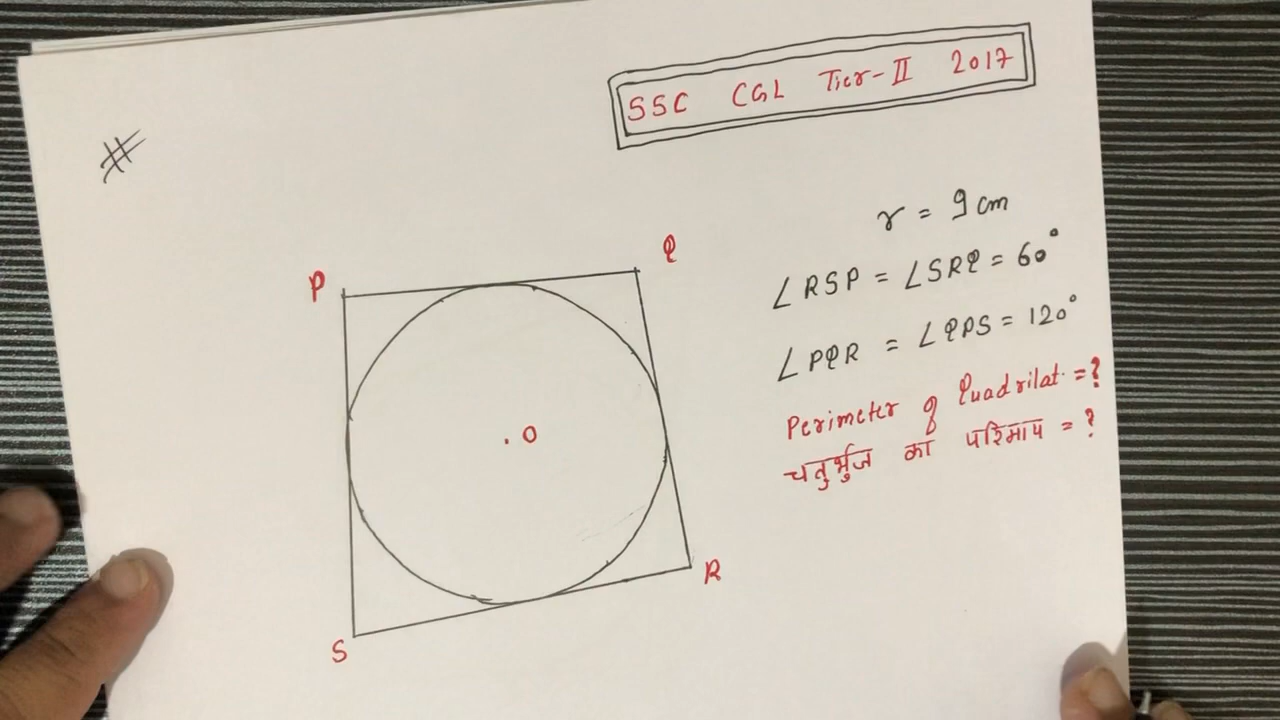 SSC CGL Tier-II 2017
#
r = 9 cm
∠RSP = ∠SRQ = 60°
∠PQR = ∠QPS = 120°
Perimeter of Quadrilat. = ?
चतुर्भुज का परिमाप = ?
P
Q
O
R
S